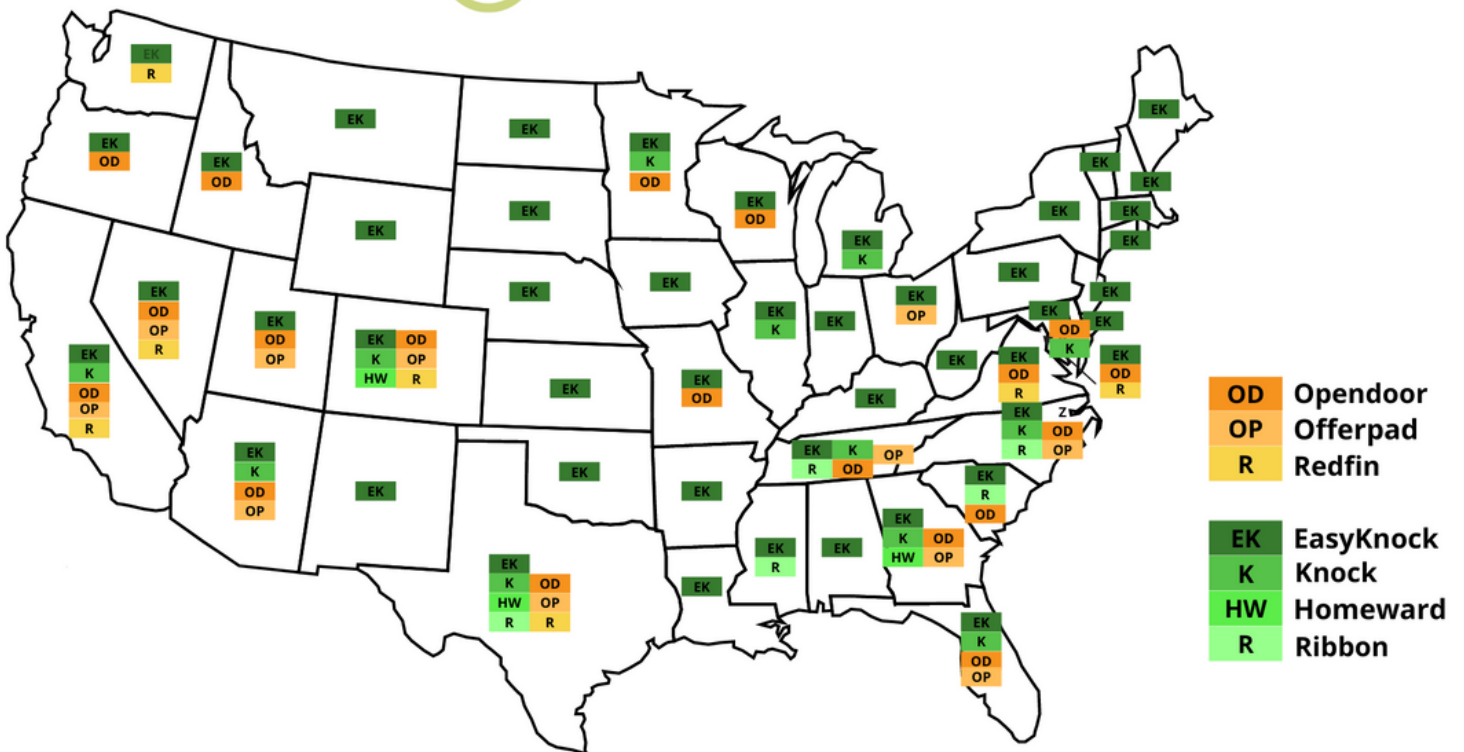 EK
R
EK
OD
EK
OD
EK
EK
EK
EK
K
OD
EK
OD
EK
K
EK
EK
EK
EK
EK
EK
EK
EK
EK
EK
EK
OD
K
EK
EK
OD
R
EK
OD
R
EK
EK
OP
EK
EK
K
EK
EK
EK
OD
OP
R
EK
K
OD
OP
R
EK
OD
OP
EK OD
K OP
HW R
EK
EK
OD
EK
EK Z
K OD
R OP
EK K OP
R OD
EK
R
OD
EK
K OD
HW OP
EK
EK
R
EK
EK
EK
EK
EK
K
OD
OP
EK
K OD
HW OP
R R
EK
K
OD
OP
OD Opendoor
OP Offerpad
R Redfin
EK EasyKnock
K Knock
HW Homeward
R Ribbon